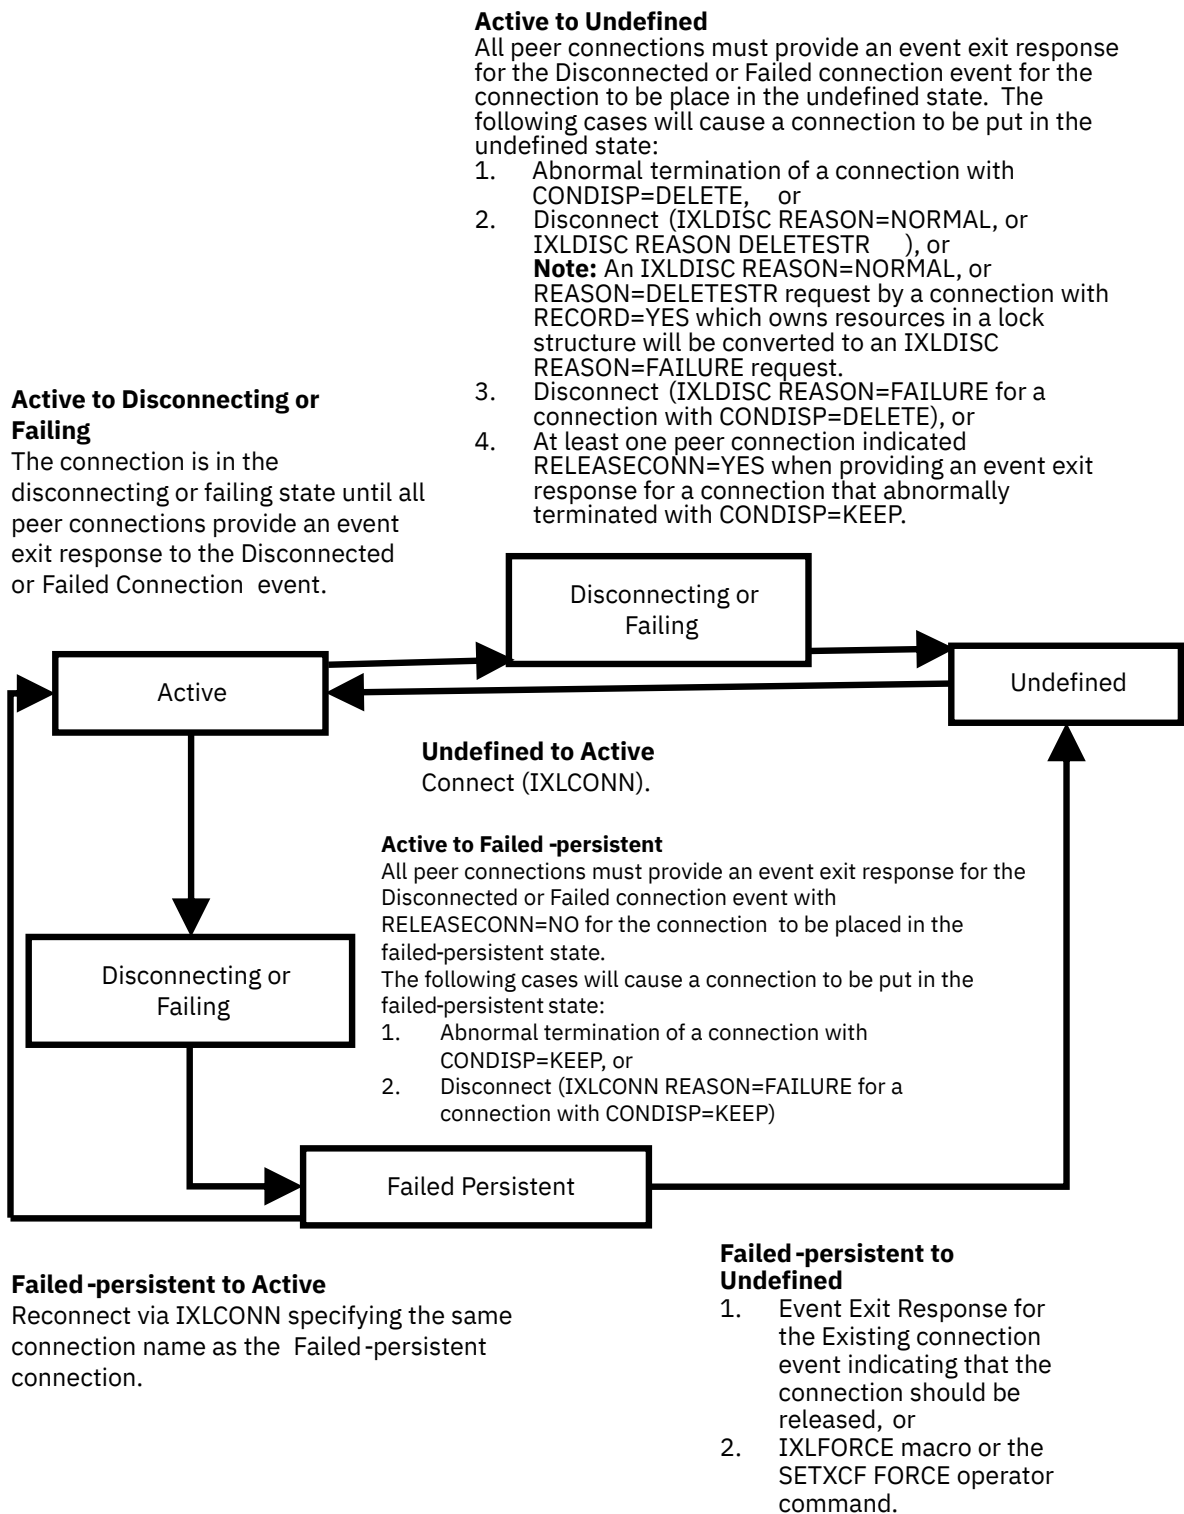 Active to Undefined
All peer connections must provide an event exit response
for the Disconnected or Failed connection event for the
connection to be place in the undefined state. The
following cases will cause a connection to be put in the
undefined state:
1. Abnormal termination of a connection with
CONDISP=DELETE, or
2. Disconnect (IXLDISC REASON=NORMAL, or
IXLDISC REASON DELETESTR ), or
Note: An IXLDISC REASON=NORMAL, or
REASON=DELETESTR request by a connection with
RECORD=YES which owns resources in a lock
structure will be converted to an IXLDISC
REASON=FAILURE request.
3. Disconnect (IXLDISC REASON=FAILURE for a
connection with CONDISP=DELETE), or
4. At least one peer connection indicated
RELEASECONN=YES when providing an event exit
response for a connection that abnormally
terminated with CONDISP=KEEP.
Active to Disconnecting or
Failing
The connection is in the
disconnecting or failing state until all
peer connections provide an event
exit response to the Disconnected
or Failed Connection event.
Disconnecting or
Failing
Active
Undefined
Undefined to Active
Connect (IXLCONN).
Active to Failed-persistent
All peer connections must provide an event exit response for the
Disconnected or Failed connection event with
RELEASECONN=NO for the connection to be placed in the
failed-persistent state.
The following cases will cause a connection to be put in the
failed-persistent state:
1. Abnormal termination of a connection with
CONDISP=KEEP, or
2. Disconnect (IXLCONN REASON=FAILURE for a
connection with CONDISP=KEEP)
Disconnecting or
Failing
Failed Persistent
Failed-persistent to Active
Reconnect via IXLCONN specifying the same
connection name as the Failed-persistent
connection.
Failed-persistent to
Undefined
1. Event Exit Response for
the Existing connection
event indicating that the
connection should be
released, or
2. IXLFORCE macro or the
SETXCF FORCE operator
command.